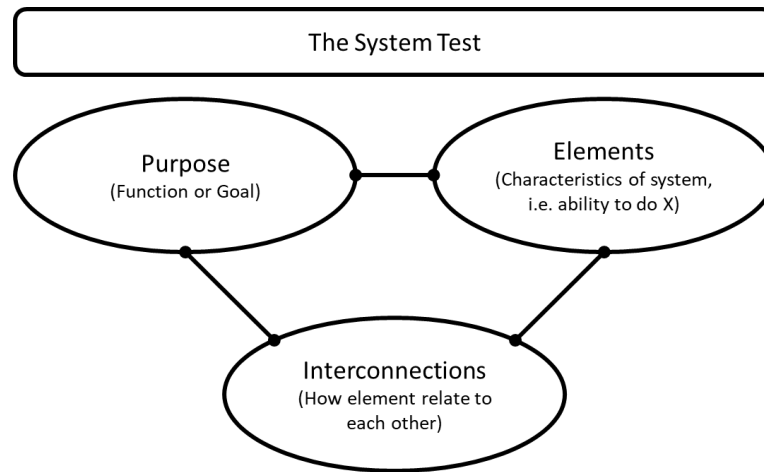 The System Test
Purpose
(Function or Goal)
Elements
(Characteristics of system,
i.e. ability to do X)
Interconnections
(How element relate to
each other)